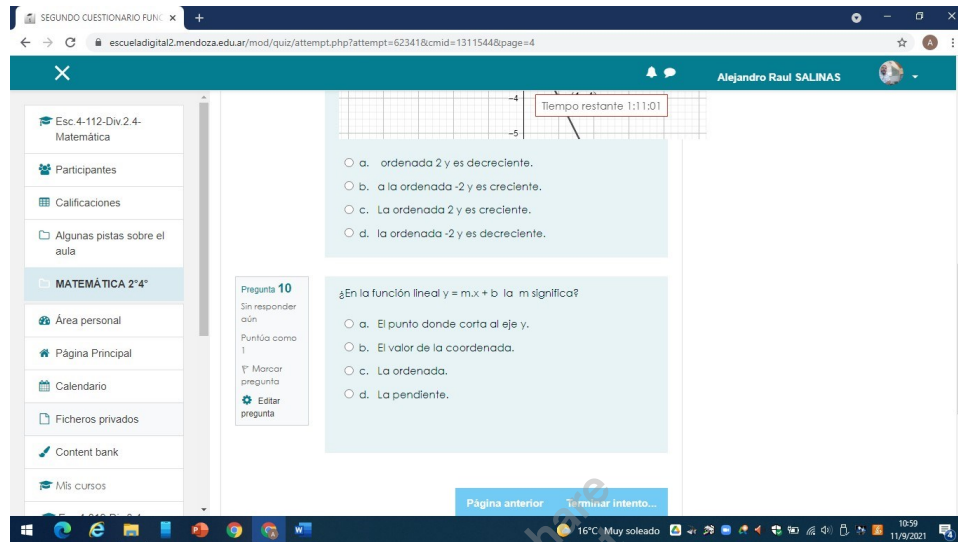 SEGUNDO CUESTIONARIO FUNC
escueladigital2.mendoza.edu.ar/mod/quiz/attempt.php?attempt=62341&cmid=1311544&page=4
A
Alejandro Raul SALINAS
Esc.4-112-Div.2.4-
Matemática
Participantes
Calificaciones
Algunas pistas sobre el
aula
MATEMÁTICA 2°4°
Área personal
Página Principal
Calendario
Ficheros privados
Content bank
Mis cursos
-4
Tiempo restante 1:11:01
-5
a. ordenada 2 y es decreciente.
b. a la ordenada -2 y es creciente.
c. La ordenada 2 y es creciente.
d. la ordenada -2 y es decreciente.
Pregunta 10
Sin responder
aún
Puntúa como
1
Marcar
pregunta
Editar
pregunta
¿En la función lineal y = m.x + b la m significa?
a. El punto donde corta al eje y.
b. El valor de la coordenada.
c. La ordenada.
d. La pendiente.
Página anterior
Terminar intento...
16°C Muy soleado
10:59
11/9/2021